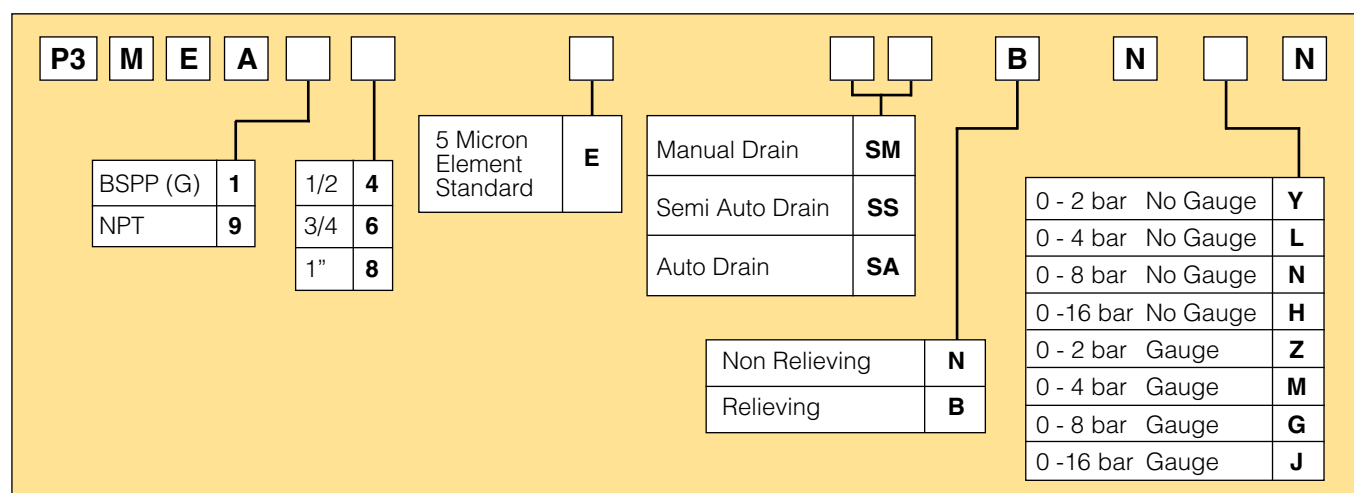 P3 M E A B N N
BSPP (G) 1
NPT 9
1/2 4
3/4 6
1” 8
5 Micron
Element
Standard
E
Manual Drain SM
Semi Auto Drain SS
Auto Drain SA
Non Relieving N
Relieving B
0 - 2 bar No Gauge Y
0 - 4 bar No Gauge L
0 - 8 bar No Gauge N
0 -16 bar No Gauge H
0 - 2 bar Gauge Z
0 - 4 bar Gauge M
0 - 8 bar Gauge G
0 -16 bar Gauge J